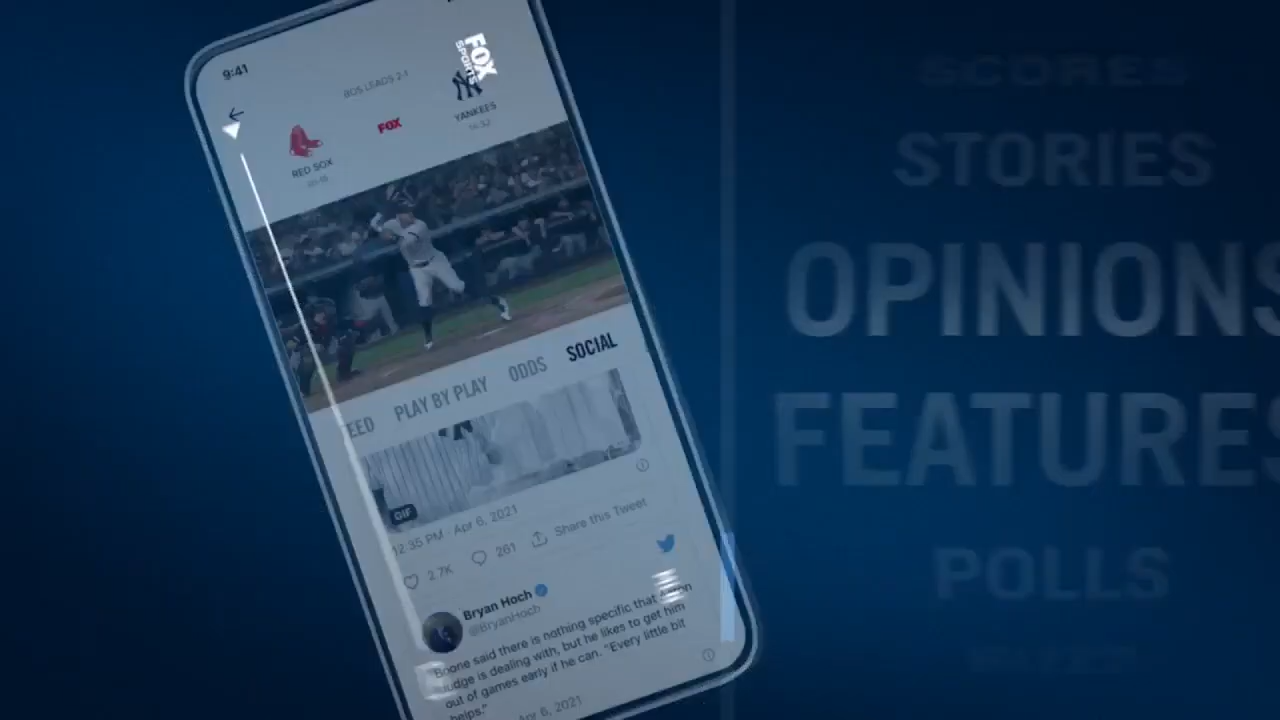 9:41
FOX
SPORTS
BOS LEADS 2-1
RED SOX
FOX
YANKEES
EED PLAY BY PLAY ODDS SOCIAL
GIF
12:35 PM · Apr 6, 2021
2.7K 261 Share this Tweet
Bryan Hoch
@BryanHoch
Boone said there is nothing specific that Aaron
Judge is dealing with, but he likes to get him
out of games early if he can. "Every little bit
helps."
Apr 6, 2021
SCORES
STORIES
OPINIONS
FEATURES
POLLS